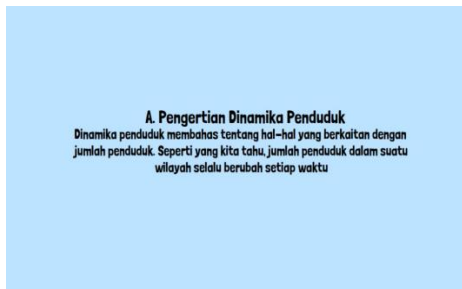 A. Pengertian Dinamika Penduduk
Dinamika penduduk membahas tentang hal-hal yang berkaitan dengan
jumlah penduduk. Seperti yang kita tahu, jumlah penduduk dalam suatu
wilayah selalu berubah setiap waktu